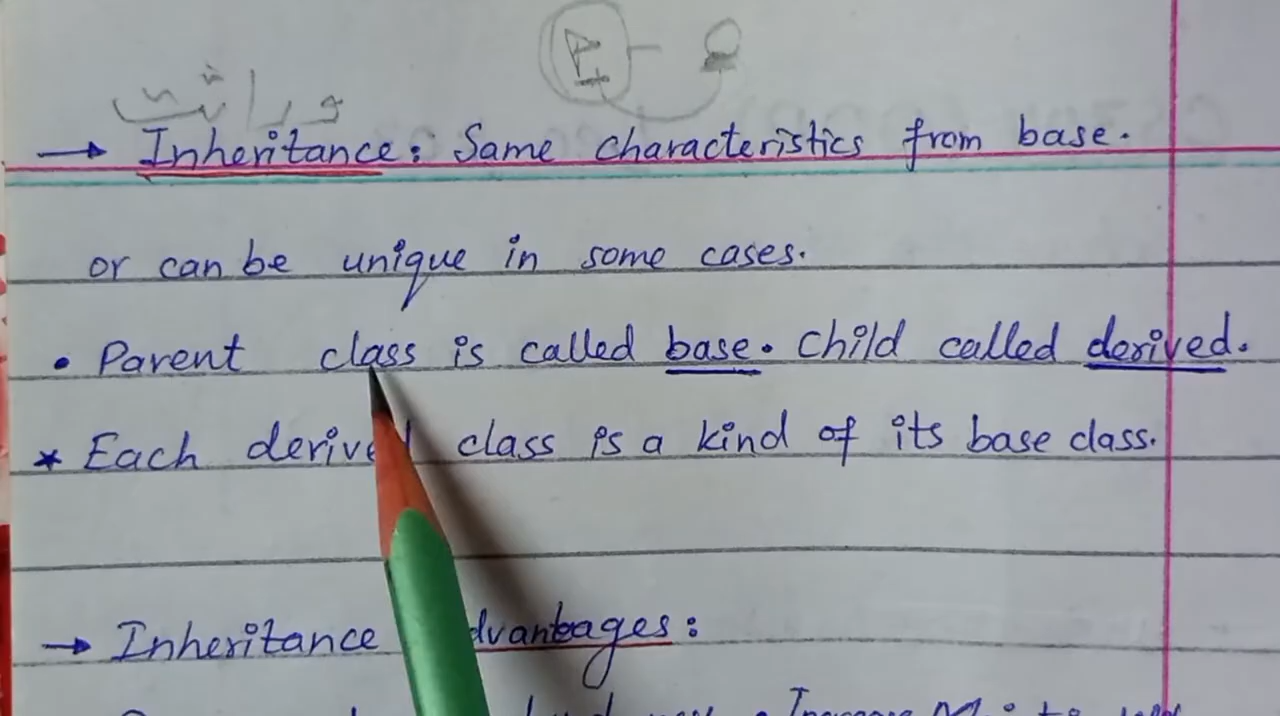 وراثت
→ Inheritance: Same characteristics from base.
or can be unique in some cases.
• Parent class is called base. Child called derived.
* Each derived class is a kind of its base class.
→ Inheritance Advantages: